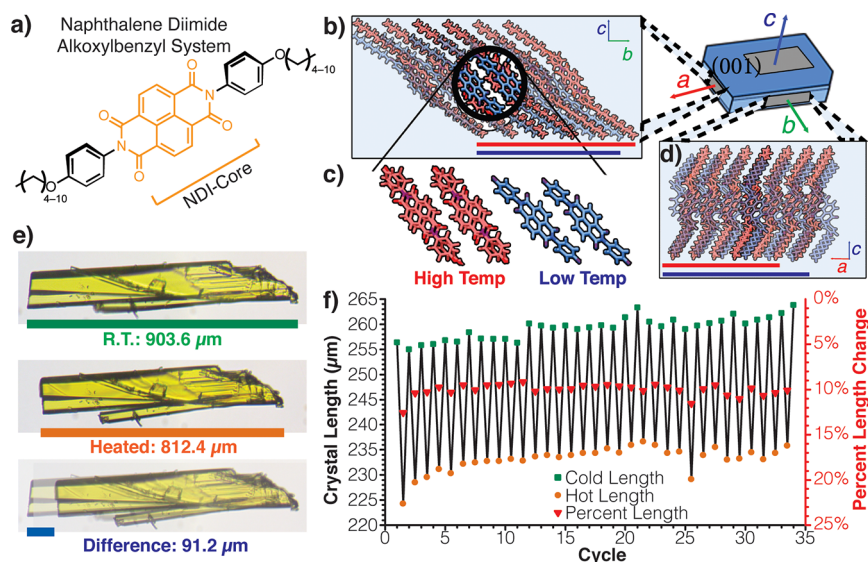 a)
Naphthalene Diimide
Alkoxylbenzyl System
O
4–10
O
O
N
N
O
O
O
4–10
NDI-Core
b)
c
b
(001)
c
a
b
c)
High Temp
Low Temp
d)
c
a
e)
R.T.: 903.6 µm
Heated: 812.4 µm
Difference: 91.2 µm
f)
Crystal Length (µm)
265
260
255
250
245
240
235
230
225
220
0
5
10
15
20
25
30
35
Cycle
0%
5%
10%
15%
20%
25%
Percent Length Change
Cold Length
Hot Length
Percent Length